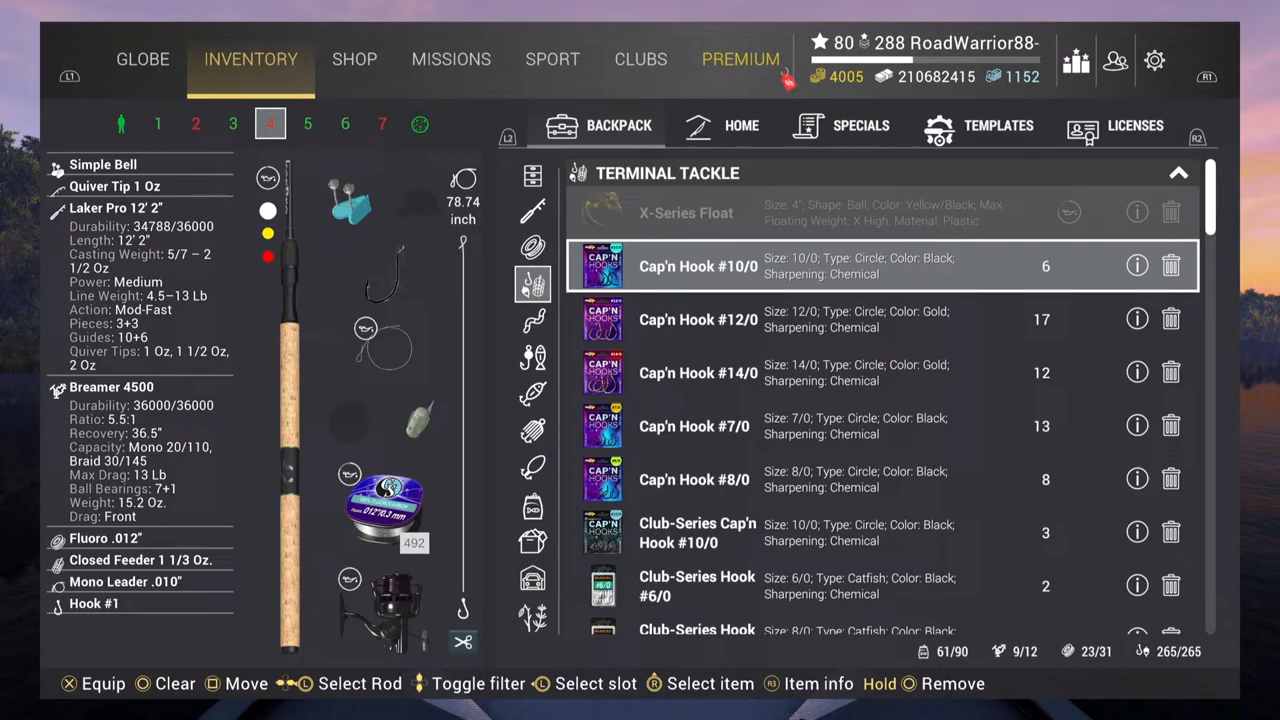 GLOBE INVENTORY SHOP MISSIONS SPORT CLUBS PREMIUM
80 288 RoadWarrior88-
4005 210682415 1152
L1 R1
1 2 3 4 5 6 7
L2 BACKPACK HOME SPECIALS TEMPLATES LICENSES R2
Simple Bell
Quiver Tip 1 Oz
Laker Pro 12' 2"
Durability: 34788/36000
Length: 12' 2"
Casting Weight: 5/7 – 2
1/2 Oz
Power: Medium
Line Weight: 4.5–13 Lb
Action: Mod-Fast
Pieces: 3+3
Guides: 10+6
Quiver Tips: 1 Oz, 1 1/2 Oz,
2 Oz
Breamer 4500
Durability: 36000/36000
Ratio: 5.5:1
Recovery: 36.5"
Capacity: Mono 20/110,
Braid 30/145
Max Drag: 13 Lb
Ball Bearings: 7+1
Weight: 15.2 Oz.
Drag: Front
Fluoro .012"
Closed Feeder 1 1/3 Oz.
Mono Leader .010"
Hook #1
78.74
inch
492
TERMINAL TACKLE
X-Series Float
Size: 4", Shape: Ball; Color: Yellow/Black; Max
Floating Weight: X High; Material: Plastic
Cap'n Hook #10/0
Size: 10/0; Type: Circle; Color: Black;
Sharpening: Chemical
6
Cap'n Hook #12/0
Size: 12/0; Type: Circle; Color: Gold;
Sharpening: Chemical
17
Cap'n Hook #14/0
Size: 14/0; Type: Circle; Color: Gold;
Sharpening: Chemical
12
Cap'n Hook #7/0
Size: 7/0; Type: Circle; Color: Black;
Sharpening: Chemical
13
Cap'n Hook #8/0
Size: 8/0; Type: Circle; Color: Black;
Sharpening: Chemical
8
Club-Series Cap'n
Hook #10/0
Size: 10/0; Type: Circle; Color: Black;
Sharpening: Chemical
3
Club-Series Hook
#6/0
Size: 6/0; Type: Catfish; Color: Black;
Sharpening: Chemical
2
Club-Series Hook
Size: 8/0; Type: Catfish; Color: Black;
61/90 9/12 23/31 265/265
Equip Clear Move L Select Rod Toggle filter L Select slot R Select item R3 Item info Hold Remove